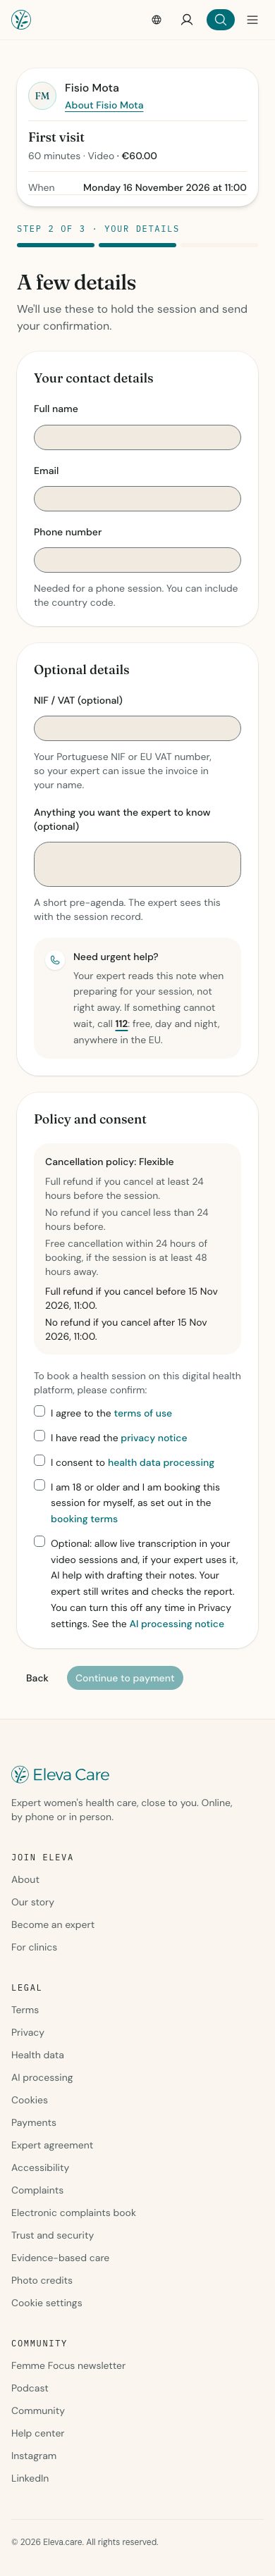 FM
Fisio Mota
About Fisio Mota
First visit
60 minutes · Video · €60.00
When Monday 16 November 2026 at 11:00
STEP 2 OF 3 · YOUR DETAILS
A few details
We'll use these to hold the session and send
your confirmation.
Your contact details
Full name
Email
Phone number
Needed for a phone session. You can include
the country code.
Optional details
NIF / VAT (optional)
Your Portuguese NIF or EU VAT number,
so your expert can issue the invoice in
your name.
Anything you want the expert to know
(optional)
A short pre-agenda. The expert sees this
with the session record.
Need urgent help?
Your expert reads this note when
preparing for your session, not
right away. If something cannot
wait, call 112: free, day and night,
anywhere in the EU.
Policy and consent
Cancellation policy: Flexible
Full refund if you cancel at least 24
hours before the session.
No refund if you cancel less than 24
hours before.
Free cancellation within 24 hours of
booking, if the session is at least 48
hours away.
Full refund if you cancel before 15 Nov
2026, 11:00.
No refund if you cancel after 15 Nov
2026, 11:00.
To book a health session on this digital health
platform, please confirm:
I agree to the terms of use
I have read the privacy notice
I consent to health data processing
I am 18 or older and I am booking this
session for myself, as set out in the
booking terms
Optional: allow live transcription in your
video sessions and, if your expert uses it,
AI help with drafting their notes. Your
expert still writes and checks the report.
You can turn this off any time in Privacy
settings. See the AI processing notice
Back Continue to payment
Eleva Care
Expert women's health care, close to you. Online,
by phone or in person.
JOIN ELEVA
About
Our story
Become an expert
For clinics
LEGAL
Terms
Privacy
Health data
AI processing
Cookies
Payments
Expert agreement
Accessibility
Complaints
Electronic complaints book
Trust and security
Evidence-based care
Photo credits
Cookie settings
COMMUNITY
Femme Focus newsletter
Podcast
Community
Help center
Instagram
LinkedIn
© 2026 Eleva.care. All rights reserved.